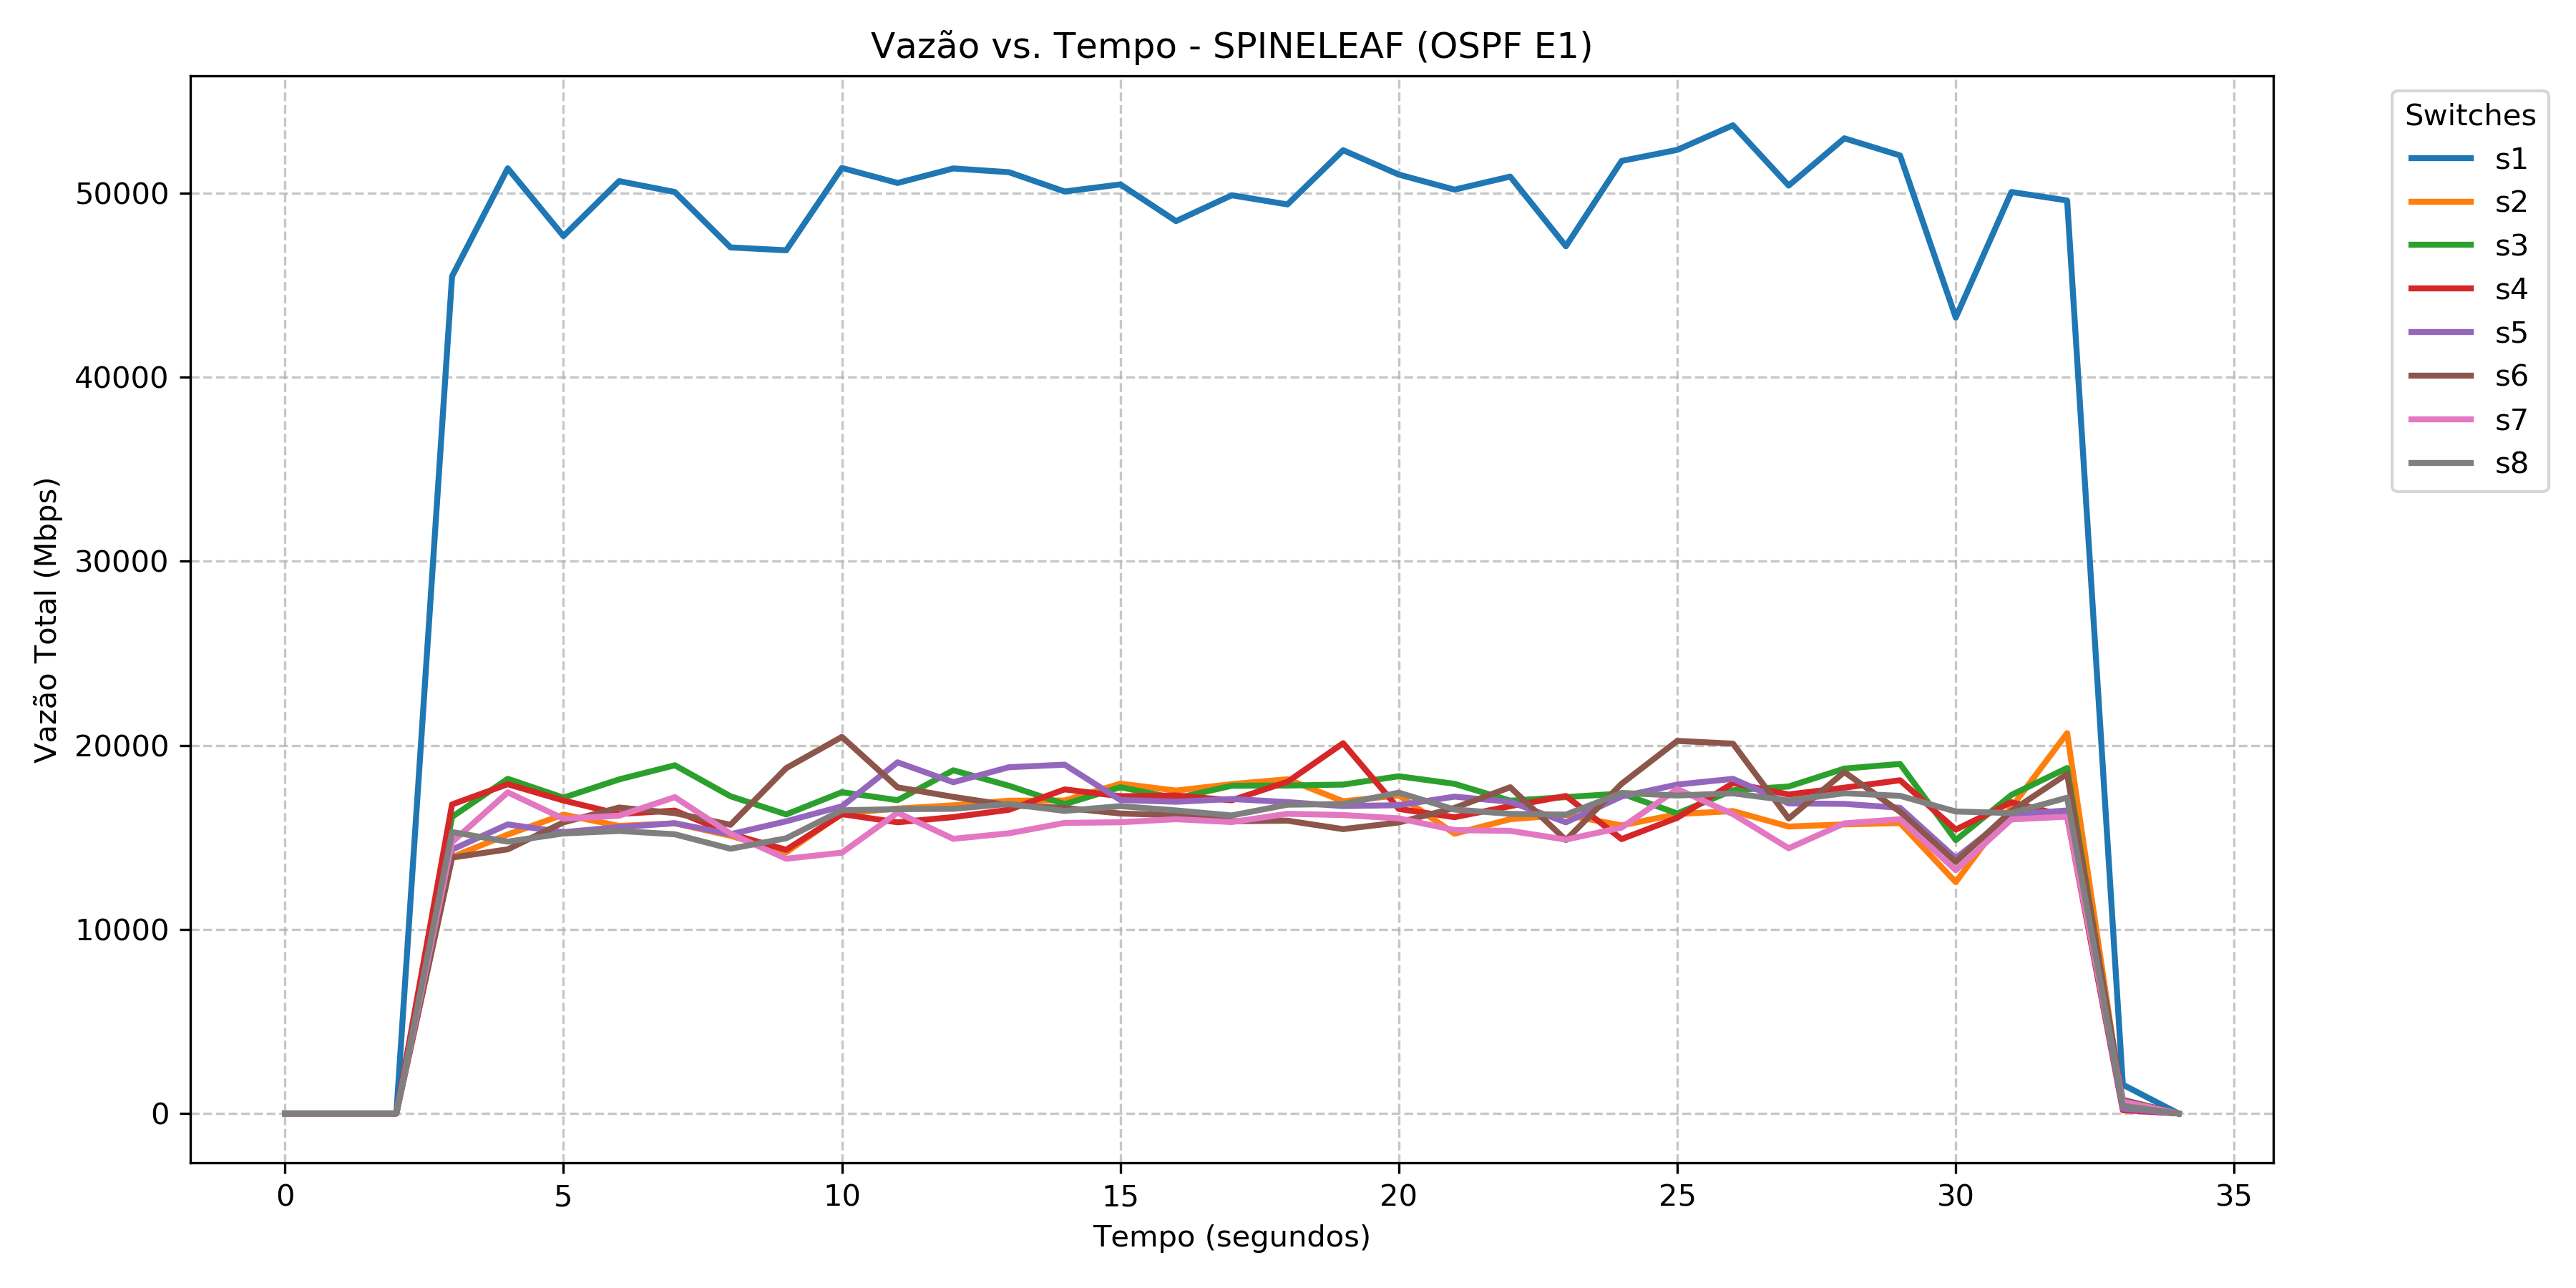 Vazão vs. Tempo - SPINELEAF (OSPF E1)
Vazão Total (Mbps)
50000
40000
30000
20000
10000
0
0 5 10 15 20 25 30 35
Tempo (segundos)
Switches
s1
s2
s3
s4
s5
s6
s7
s8